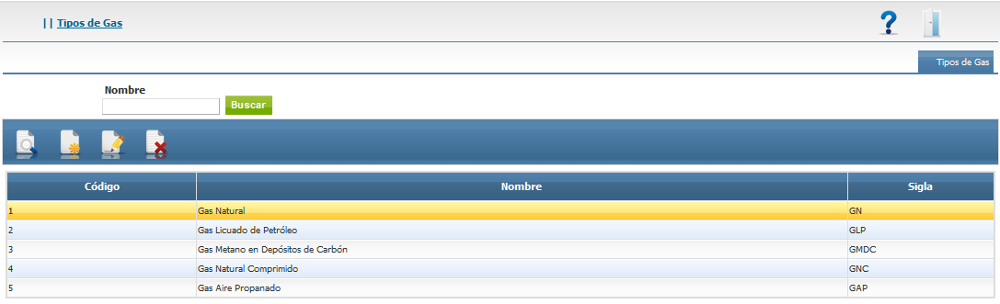 || Tipos de Gas
Tipos de Gas
Nombre
Buscar
Código Nombre Sigla
1 Gas Natural GN
2 Gas Licuado de Petróleo GLP
3 Gas Metano en Depósitos de Carbón GMDC
4 Gas Natural Comprimido GNC
5 Gas Aire Propanado GAP